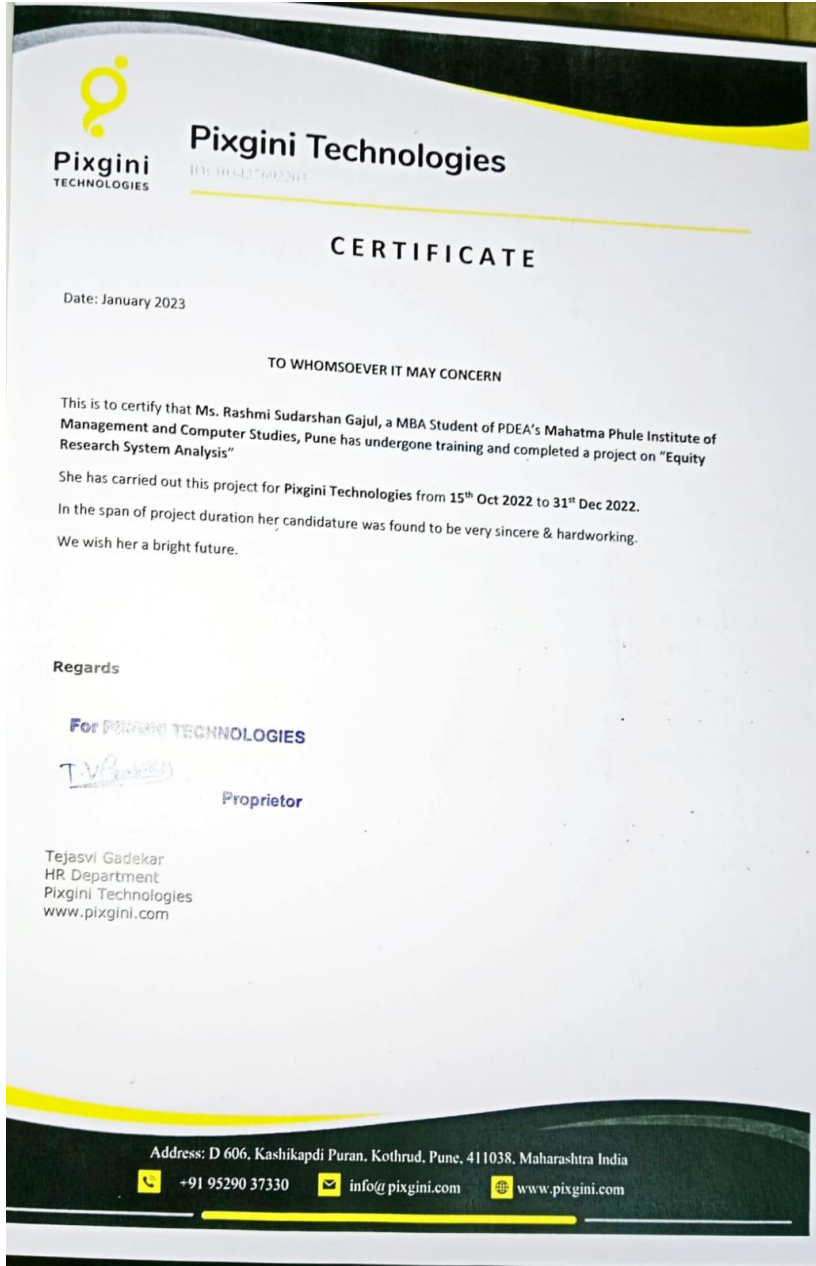 Pixgini
TECHNOLOGIES
Pixgini Technologies
CERTIFICATE
Date: January 2023
TO WHOMSOEVER IT MAY CONCERN
This is to certify that Ms. Rashmi Sudarshan Gajul, a MBA Student of PDEA's Mahatma Phule Institute of
Management and Computer Studies, Pune has undergone training and completed a project on “Equity
Research System Analysis”
She has carried out this project for Pixgini Technologies from 15th Oct 2022 to 31st Dec 2022.
In the span of project duration her candidature was found to be very sincere & hardworking.
We wish her a bright future.
Regards
For PIXGINI TECHNOLOGIES
Proprietor
Tejasvi Gadekar
HR Department
Pixgini Technologies
www.pixgini.com
Address: D 606, Kashikapdi Puran, Kothrud, Pune, 411038, Maharashtra India
+91 95290 37330 info@pixgini.com www.pixgini.com